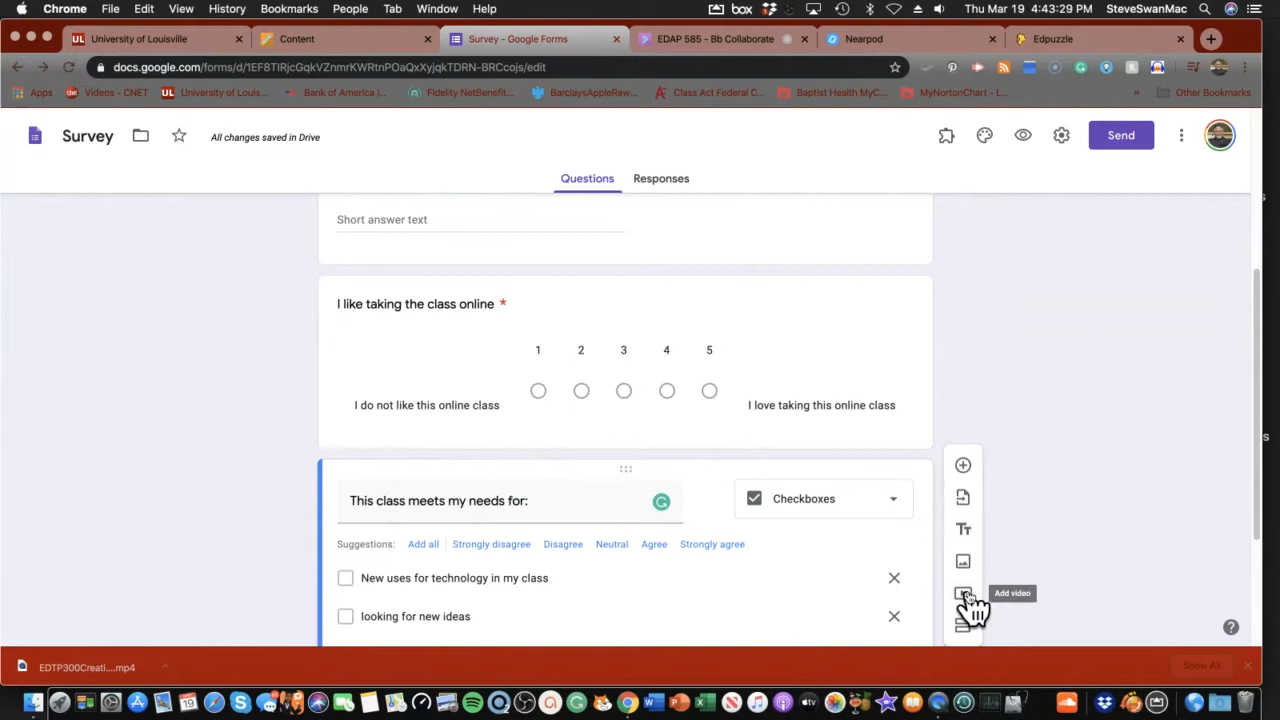 Chrome File Edit View History Bookmarks People Tab Window Help box Thu Mar 19 4:43:29 PM SteveSwanMac
University of Louisville Content Survey - Google Forms EDAP 585 - Bb Collaborate Nearpod Edpuzzle
docs.google.com/forms/d/1EF8TIRjcGqkVZnmrKWRtnPOaQxXyjqkTDRN-BRCcojs/edit
Apps Videos - CNET University of Louis... Bank of America |... Fidelity NetBenefit... BarclaysAppleRew... Class Act Federal C... Baptist Health MyC... MyNortonChart - L... » Other Bookmarks
Survey All changes saved in Drive Send
Questions Responses
Short answer text
I like taking the class online *
1 2 3 4 5
I do not like this online class I love taking this online class
This class meets my needs for: Checkboxes
Suggestions: Add all Strongly disagree Disagree Neutral Agree Strongly agree
New uses for technology in my class
Add video
looking for new ideas
EDTP300Creati....mp4 Show All